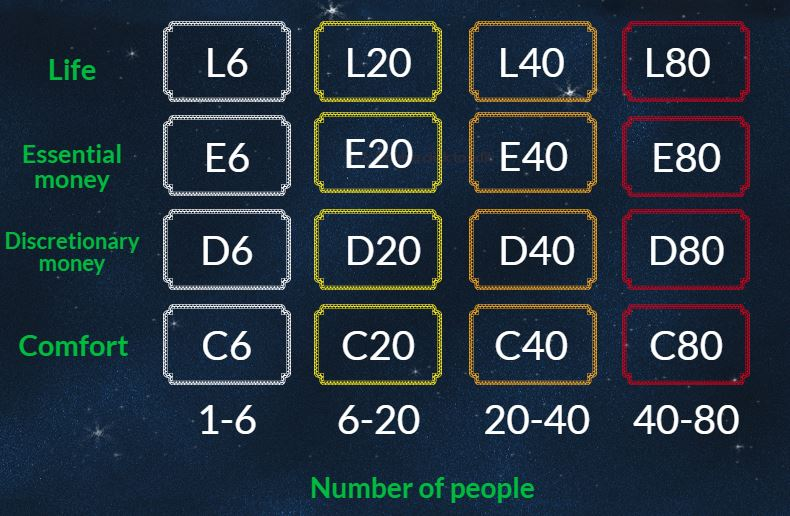 Life L6 L20 L40 L80
Essential
money
E6 E20 E40 E80
Discretionary
money
D6 D20 D40 D80
Comfort C6 C20 C40 C80
1-6 6-20 20-40 40-80
Number of people